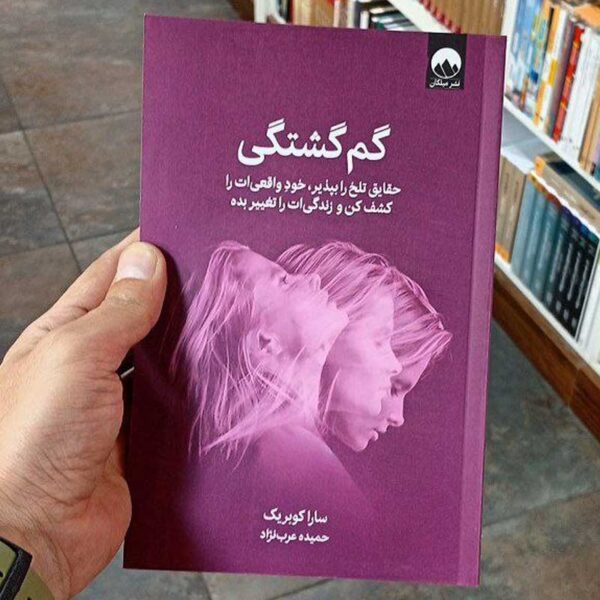 نشر میلکان
گم‌گشتگی
حقایق تلخ را بپذیر، خودِ واقعی‌ات را
کشف کن و زندگی‌ات را تغییر بده
سارا کوبریک
حمیده عرب‌نژاد